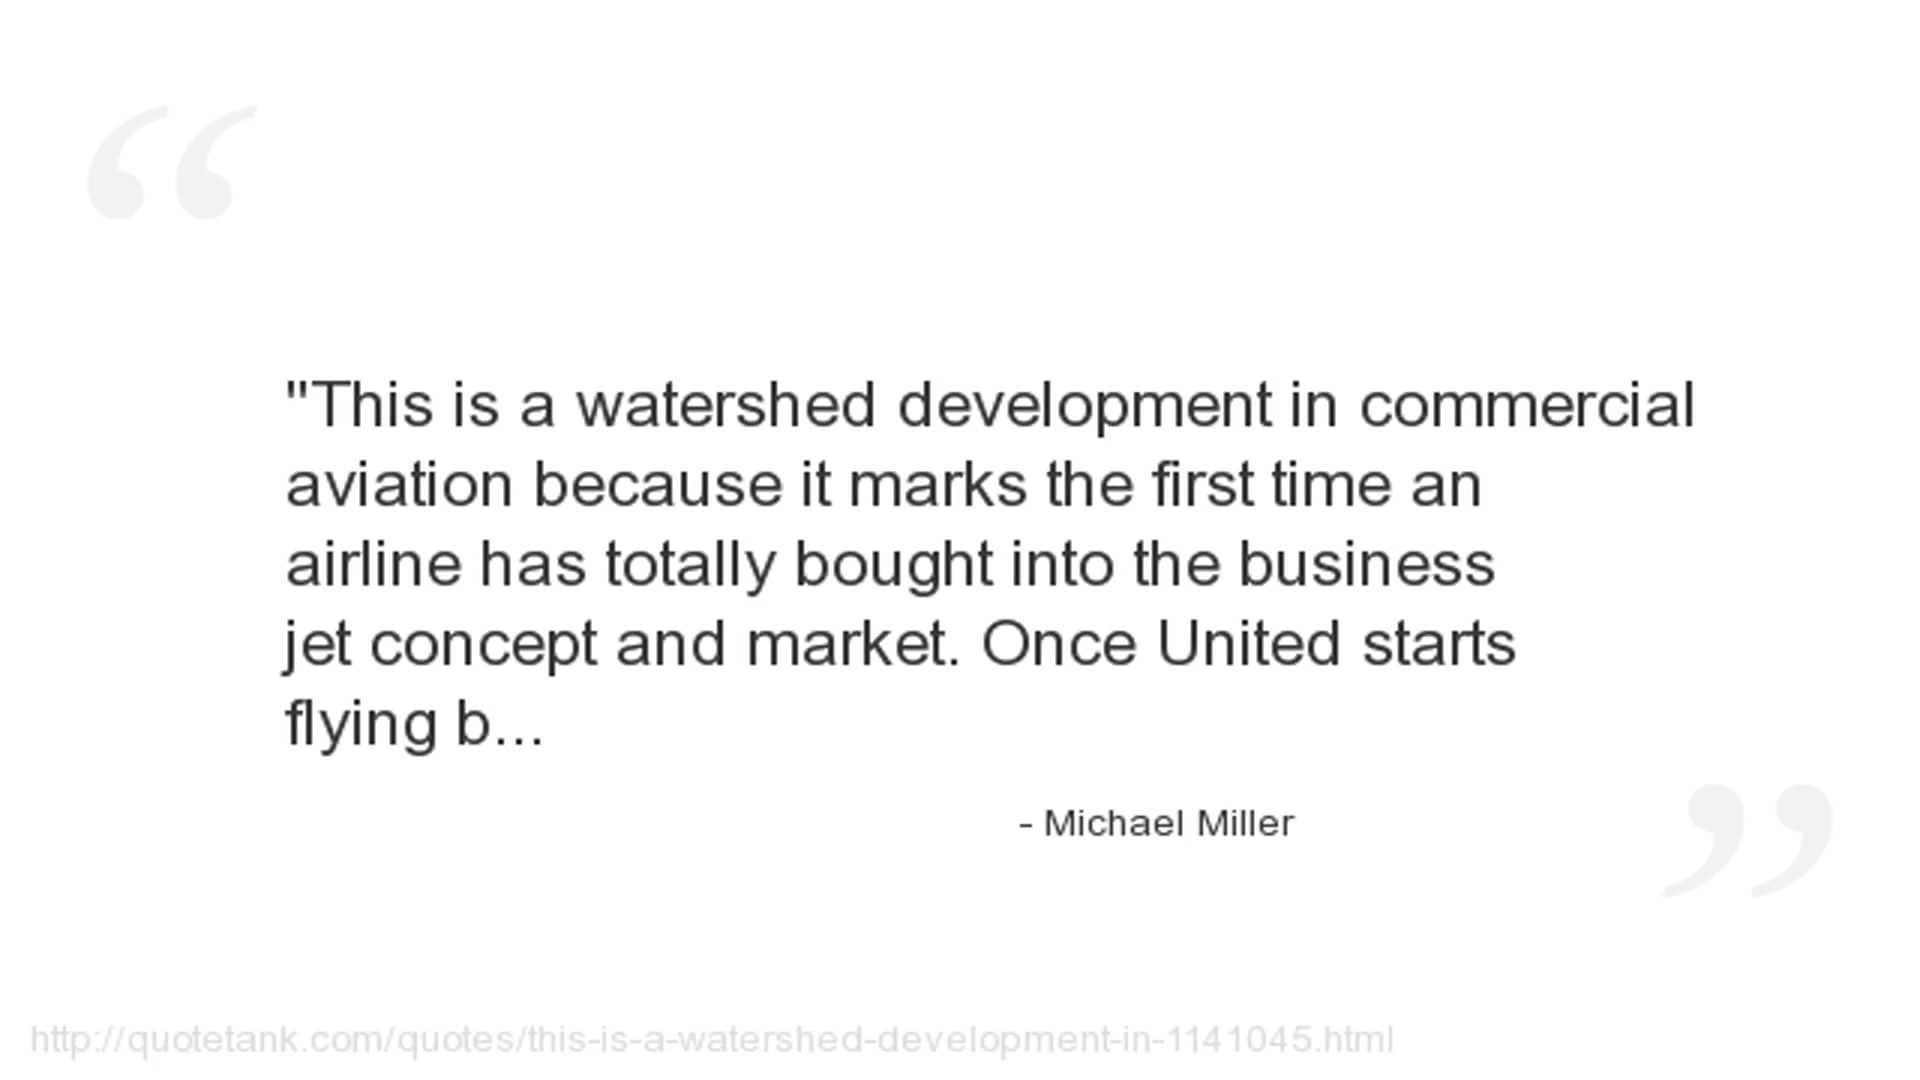 "This is a watershed development in commercial
aviation because it marks the first time an
airline has totally bought into the business
jet concept and market. Once United starts
flying b...
- Michael Miller
http://quotetank.com/quotes/this-is-a-watershed-development-in-1141045.html